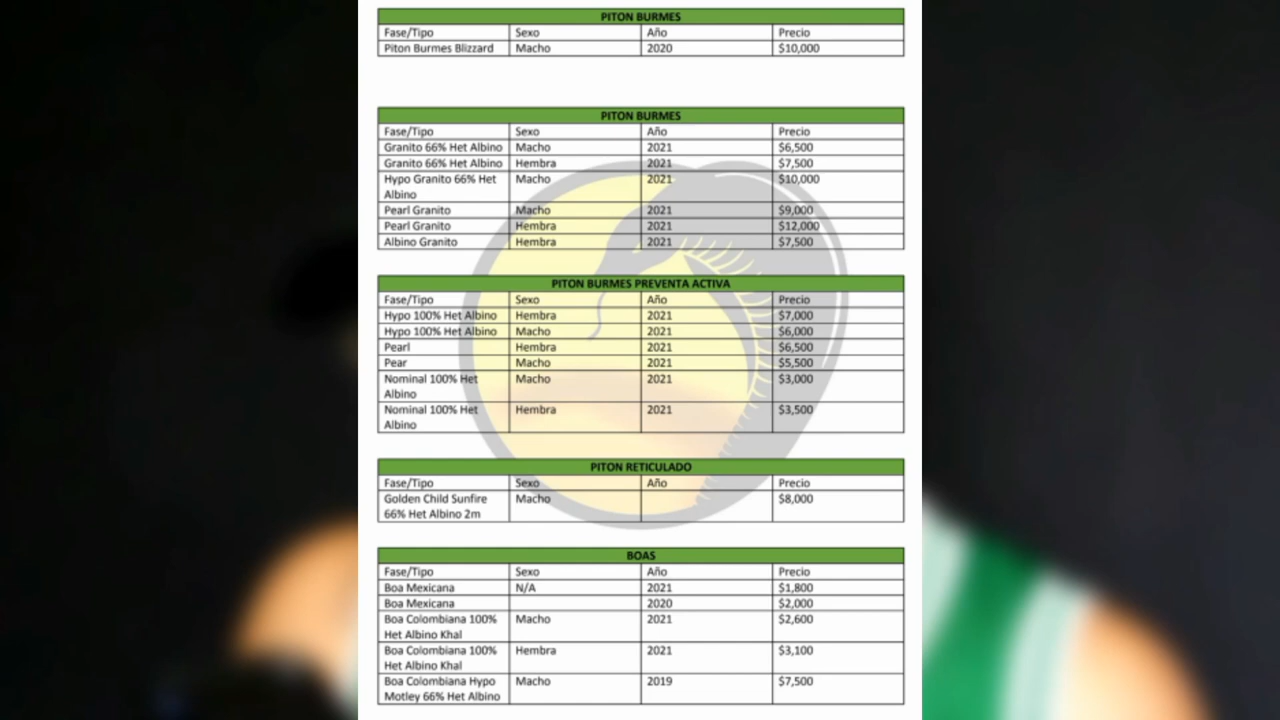 PITON BURMES
Fase/Tipo Sexo Año Precio
Piton Burmes Blizzard Macho 2020 $10,000
PITON BURMES
Fase/Tipo Sexo Año Precio
Granito 66% Het Albino Macho 2021 $6,500
Granito 66% Het Albino Hembra 2021 $7,500
Hypo Granito 66% Het Macho 2021 $10,000
Albino
Pearl Granito Macho 2021 $9,000
Pearl Granito Hembra 2021 $12,000
Albino Granito Hembra 2021 $7,500
PITON BURMES PREVENTA ACTIVA
Fase/Tipo Sexo Año Precio
Hypo 100% Het Albino Hembra 2021 $7,000
Hypo 100% Het Albino Macho 2021 $6,000
Pearl Hembra 2021 $6,500
Pear Macho 2021 $5,500
Nominal 100% Het Macho 2021 $3,000
Albino
Nominal 100% Het Hembra 2021 $3,500
Albino
PITON RETICULADO
Fase/Tipo Sexo Año Precio
Golden Child Sunfire Macho $8,000
66% Het Albino 2m
BOAS
Fase/Tipo Sexo Año Precio
Boa Mexicana N/A 2021 $1,800
Boa Mexicana 2020 $2,000
Boa Colombiana 100% Macho 2021 $2,600
Het Albino Khal
Boa Colombiana 100% Hembra 2021 $3,100
Het Albino Khal
Boa Colombiana Hypo Macho 2019 $7,500
Motley 66% Het Albino